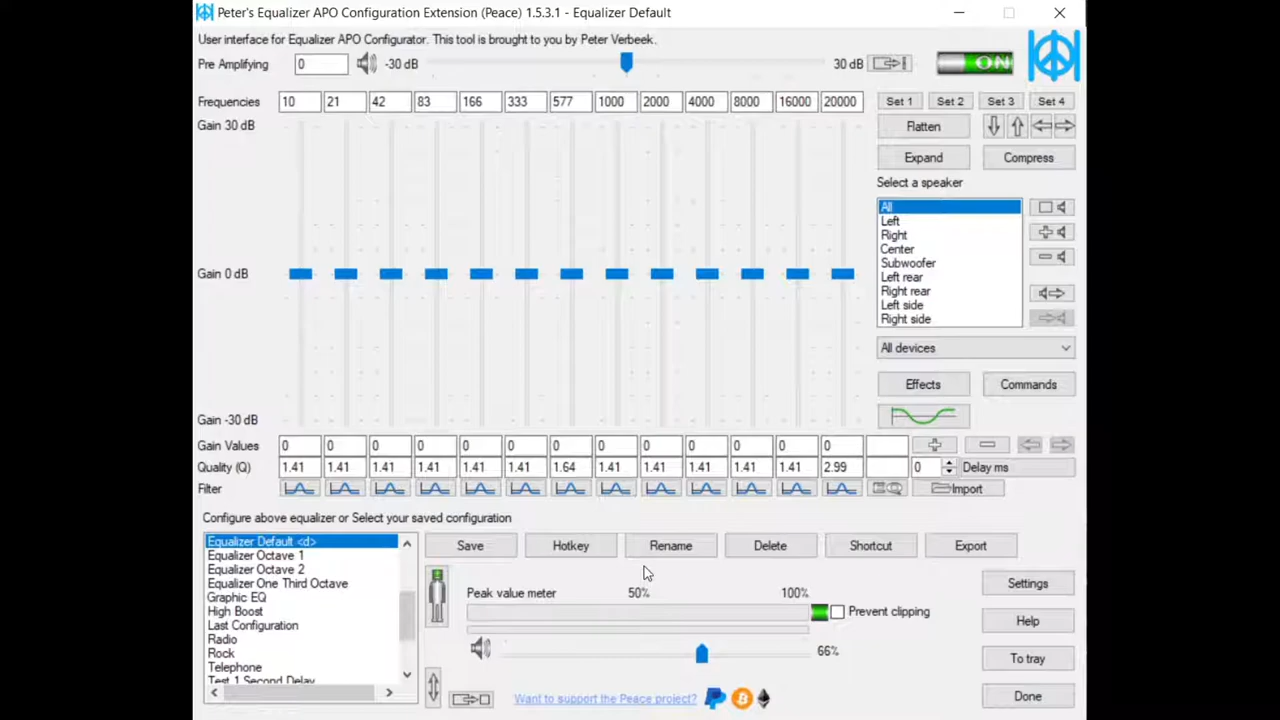 Peter's Equalizer APO Configuration Extension (Peace) 1.5.3.1 - Equalizer Default
User interface for Equalizer APO Configurator. This tool is brought to you by Peter Verbeek.
Pre Amplifying 0 -30 dB 30 dB ON
Frequencies 10 21 42 83 166 333 577 1000 2000 4000 8000 16000 20000 Set 1 Set 2 Set 3 Set 4
Gain 30 dB Flatten
Expand Compress
Select a speaker
All
Left
Right
Center
Subwoofer
Left rear
Right rear
Left side
Right side
Gain 0 dB
All devices
Effects Commands
Gain -30 dB
Gain Values 0 0 0 0 0 0 0 0 0 0 0 0 0
Quality (Q) 1.41 1.41 1.41 1.41 1.41 1.41 1.64 1.41 1.41 1.41 1.41 1.41 2.99 0 Delay ms
Filter Import
Configure above equalizer or Select your saved configuration
Equalizer Default <d>
Equalizer Octave 1
Equalizer Octave 2
Equalizer One Third Octave
Graphic EQ
High Boost
Last Configuration
Radio
Rock
Telephone
Test 1 Second Delay
Save Hotkey Rename Delete Shortcut Export
Peak value meter 50% 100%
Prevent clipping
66%
Want to support the Peace project?
Settings
Help
To tray
Done